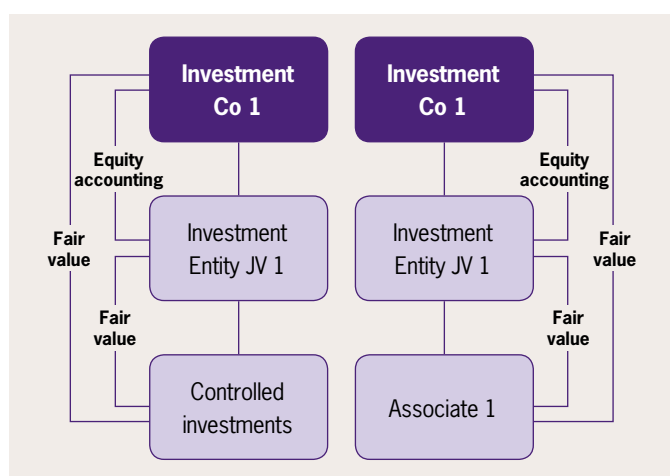 Investment
Co 1
Investment
Co 1
Equity
accounting
Equity
accounting
Fair
value
Investment
Entity JV 1
Investment
Entity JV 1
Fair
value
Fair
value
Fair
value
Controlled
investments
Associate 1